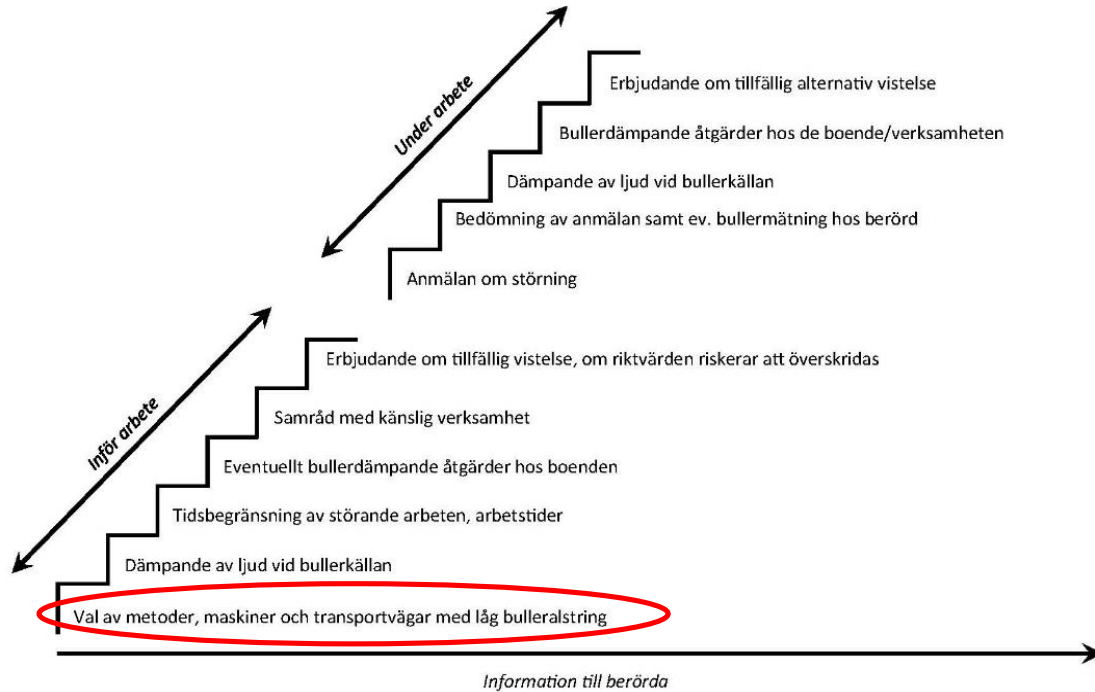 Under arbete
Erbjudande om tillfällig alternativ vistelse
Bullerdämpande åtgärder hos de boende/verksamheten
Dämpande av ljud vid bullerkällan
Bedömning av anmälan samt ev. bullermätning hos berörd
Anmälan om störning
Inför arbete
Erbjudande om tillfällig vistelse, om riktvärden riskerar att överskridas
Samråd med känslig verksamhet
Eventuellt bullerdämpande åtgärder hos boenden
Tidsbegränsning av störande arbeten, arbetstider
Dämpande av ljud vid bullerkällan
Val av metoder, maskiner och transportvägar med låg bulleralstring
Information till berörda